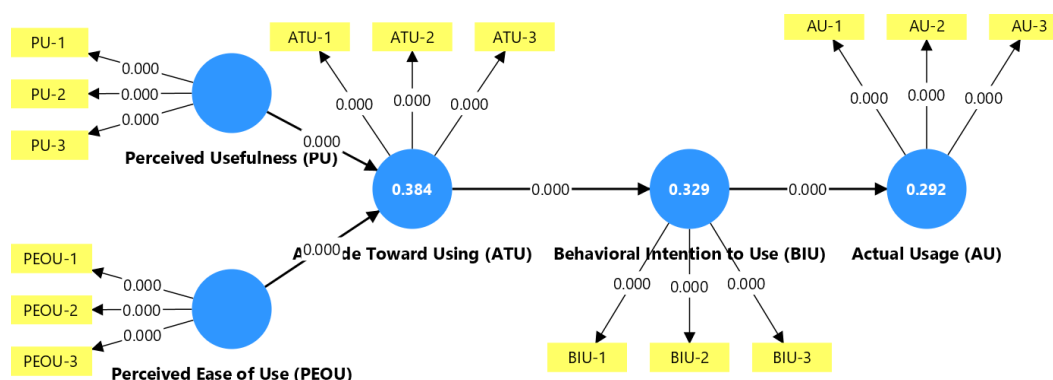 PU-1
PU-2
PU-3
0.000
0.000
0.000
Perceived Usefulness (PU)
0.000
ATU-1
ATU-2
ATU-3
0.000
0.000
0.000
0.384
de Toward Using (ATU)
0.000
PEOU-1
PEOU-2
PEOU-3
0.000
0.000
0.000
Perceived Ease of Use (PEOU)
0.000
0.329
Behavioral Intention to Use (BIU)
0.000
0.000
0.000
BIU-1
BIU-2
BIU-3
0.000
AU-1
AU-2
AU-3
0.000
0.000
0.000
0.292
Actual Usage (AU)